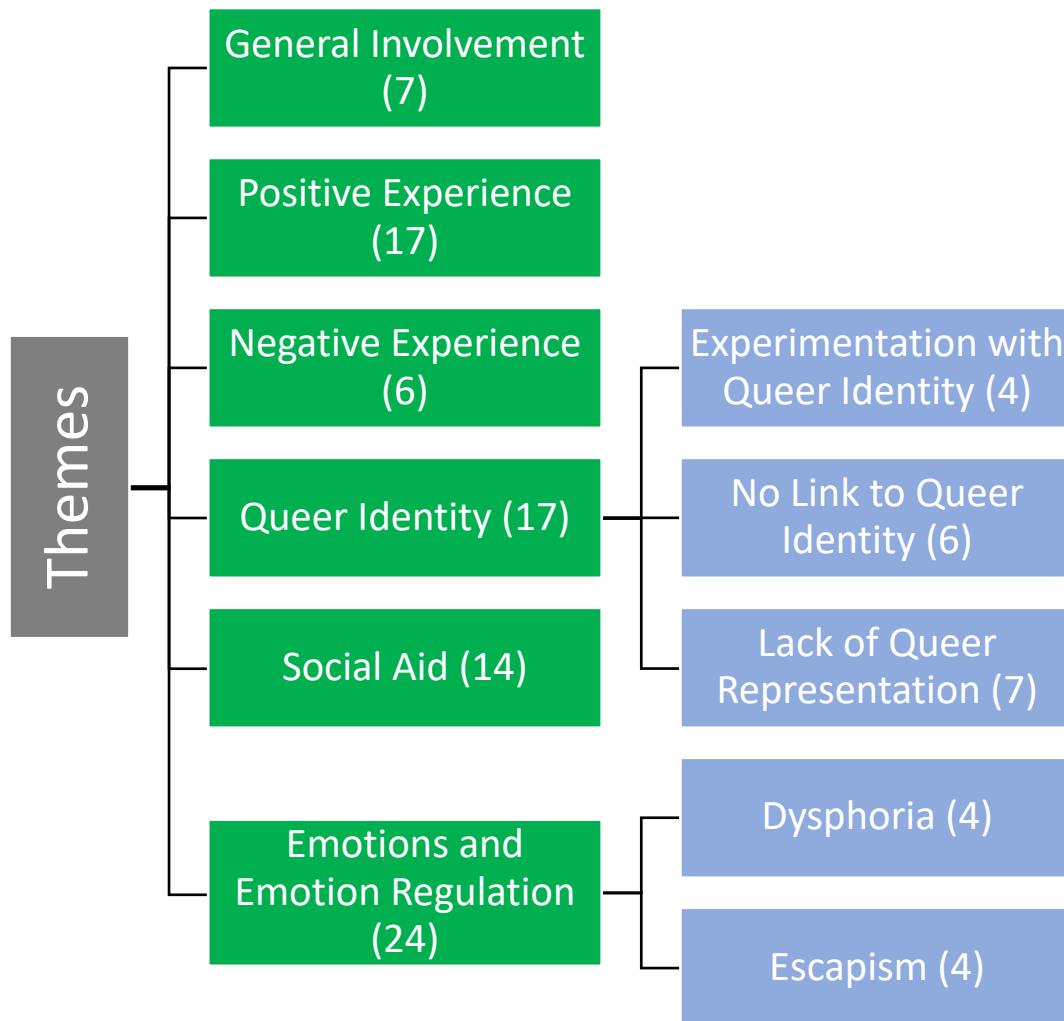 Themes
General Involvement
(7)
Positive Experience
(17)
Negative Experience
(6)
Queer Identity (17)
Social Aid (14)
Emotions and
Emotion Regulation
(24)
Experimentation with
Queer Identity (4)
No Link to Queer
Identity (6)
Lack of Queer
Representation (7)
Dysphoria (4)
Escapism (4)